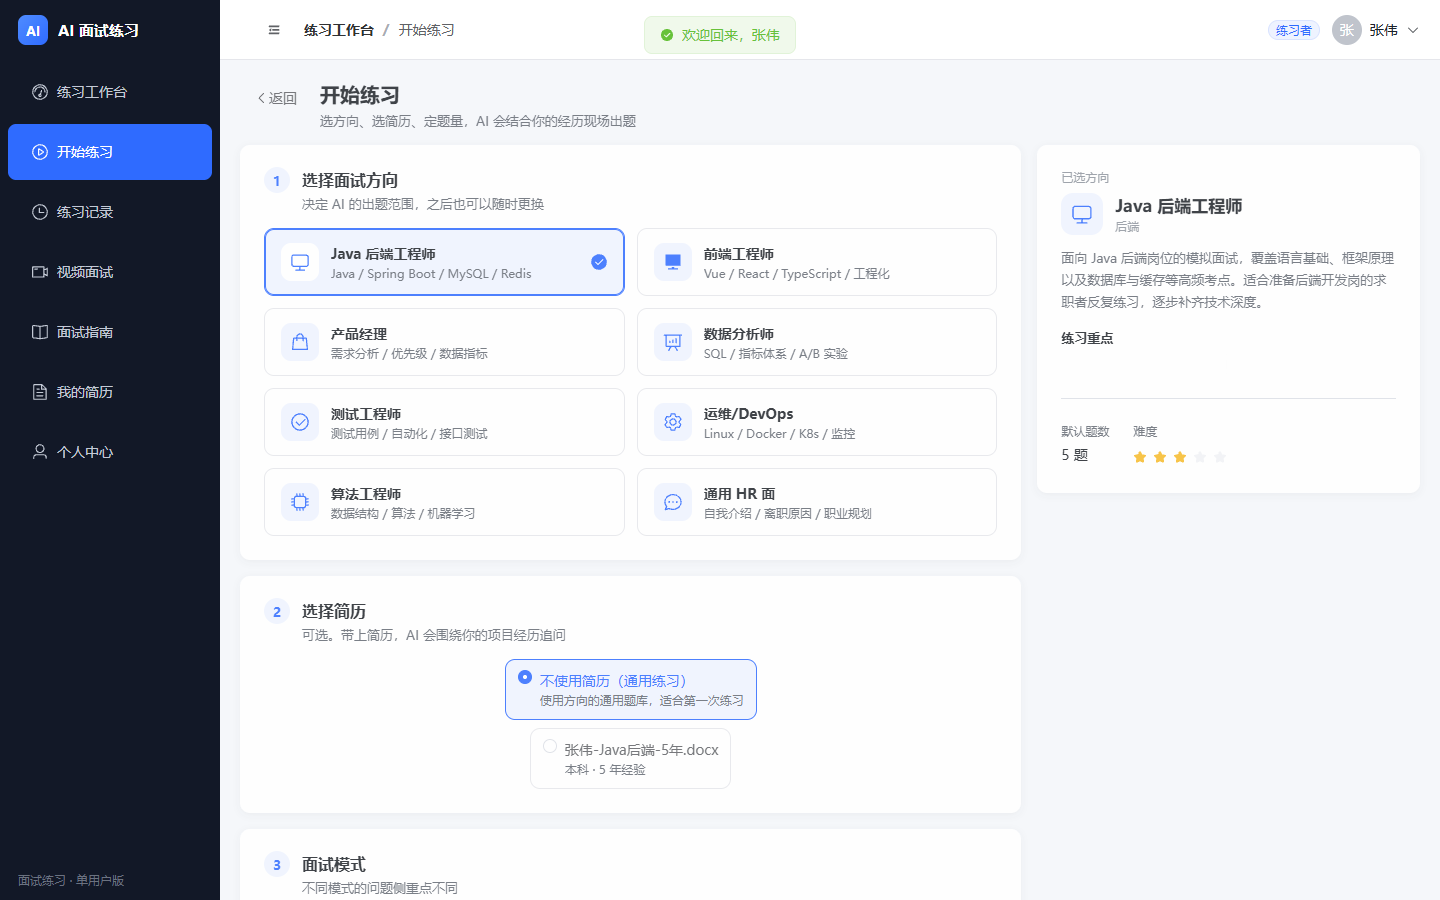 AI AI 面试练习
练习工作台
开始练习
练习记录
视频面试
面试指南
我的简历
个人中心
面试练习 · 单用户版
练习工作台 / 开始练习
欢迎回来，张伟
练习者 张 张伟
返回 开始练习
选方向、选简历、定题量，AI 会结合你的经历现场出题
1 选择面试方向
决定 AI 的出题范围，之后也可以随时更换
Java 后端工程师
Java / Spring Boot / MySQL / Redis
前端工程师
Vue / React / TypeScript / 工程化
产品经理
需求分析 / 优先级 / 数据指标
数据分析师
SQL / 指标体系 / A/B 实验
测试工程师
测试用例 / 自动化 / 接口测试
运维/DevOps
Linux / Docker / K8s / 监控
算法工程师
数据结构 / 算法 / 机器学习
通用 HR 面
自我介绍 / 离职原因 / 职业规划
2 选择简历
可选。带上简历，AI 会围绕你的项目经历追问
不使用简历（通用练习）
使用方向的通用题库，适合第一次练习
张伟-Java后端-5年.docx
本科 · 5 年经验
3 面试模式
不同模式的问题侧重点不同
已选方向
Java 后端工程师
后端
面向 Java 后端岗位的模拟面试，覆盖语言基础、框架原理
以及数据库与缓存等高频考点。适合准备后端开发岗的求
职者反复练习，逐步补齐技术深度。
练习重点
默认题数 难度
5 题